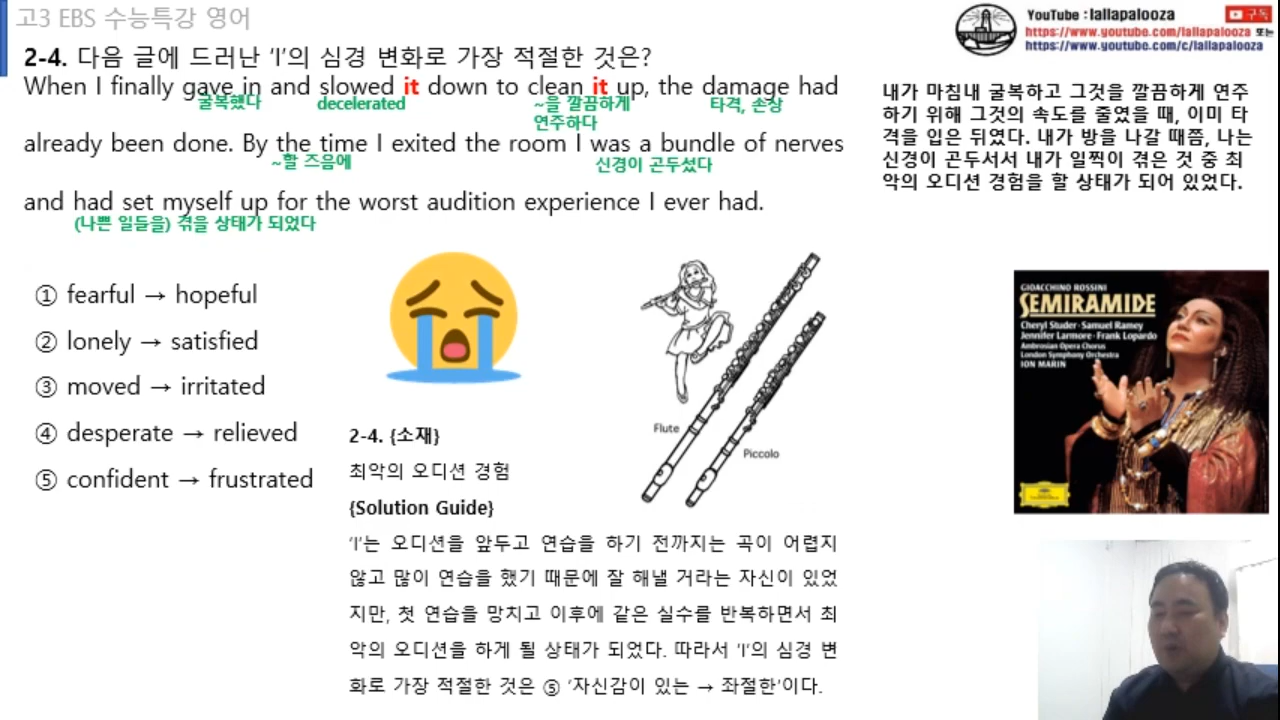 고3 EBS 수능특강 영어
YouTube : lallapalooza
구독
https://www.youtube.com/lallapalooza 또는
https://www.youtube.com/c/lallapalooza
2-4. 다음 글에 드러난 ‘I’의 심경 변화로 가장 적절한 것은?
When I finally gave in and slowed it down to clean it up, the damage had
굴복했다 decelerated ~을 깔끔하게 타격, 손상
연주하다
already been done. By the time I exited the room I was a bundle of nerves
~할 즈음에 신경이 곤두섰다
and had set myself up for the worst audition experience I ever had.
(나쁜 일들을) 겪을 상태가 되었다
내가 마침내 굴복하고 그것을 깔끔하게 연주
하기 위해 그것의 속도를 줄였을 때, 이미 타
격을 입은 뒤였다. 내가 방을 나갈 때쯤, 나는
신경이 곤두서서 내가 일찍이 겪은 것 중 최
악의 오디션 경험을 할 상태가 되어 있었다.
① fearful → hopeful
② lonely → satisfied
③ moved → irritated
④ desperate → relieved
⑤ confident → frustrated
Flute
Piccolo
GIOACCHINO ROSSINI
SEMIRAMIDE
Cheryl Studer · Samuel Ramey
Jennifer Larmore · Frank Lopardo
Ambrosian Opera Chorus
London Symphony Orchestra
ION MARIN
2-4. {소재}
최악의 오디션 경험
{Solution Guide}
‘I’는 오디션을 앞두고 연습을 하기 전까지는 곡이 어렵지
않고 많이 연습을 했기 때문에 잘 해낼 거라는 자신이 있었
지만, 첫 연습을 망치고 이후에 같은 실수를 반복하면서 최
악의 오디션을 하게 될 상태가 되었다. 따라서 ‘I’의 심경 변
화로 가장 적절한 것은 ⑤ ‘자신감이 있는 → 좌절한’이다.